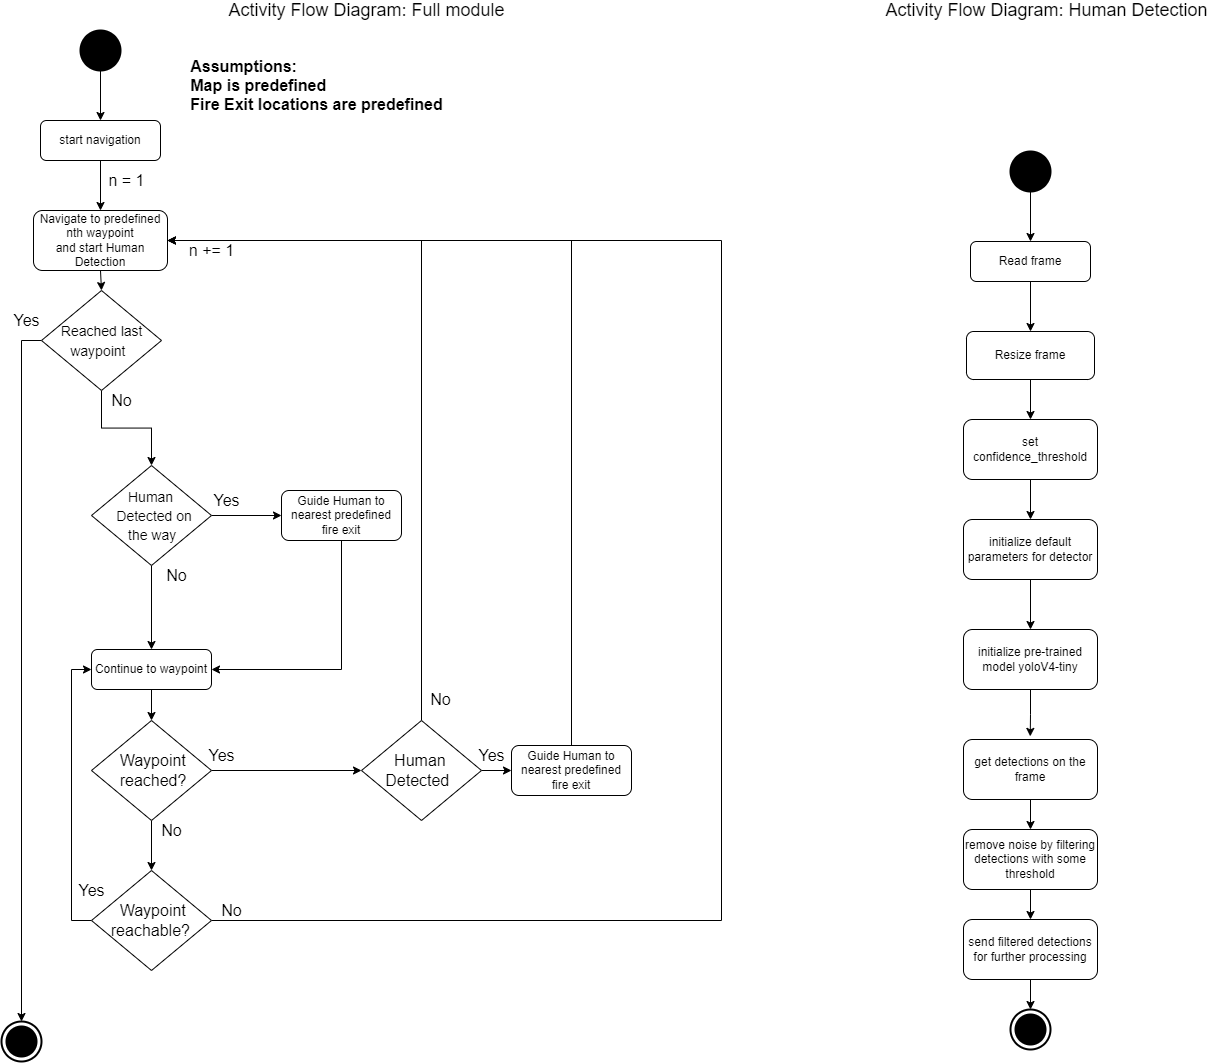 Activity Flow Diagram: Full module
Assumptions:
Map is predefined
Fire Exit locations are predefined
start navigation
n = 1
Navigate to predefined
nth waypoint
and start Human
Detection
n += 1
Yes
Reached last
waypoint
No
Human
Detected on
the way
Yes
Guide Human to
nearest predefined
fire exit
No
Continue to waypoint
Waypoint
reached?
Yes
No
Human
Detected
No
Yes
Guide Human to
nearest predefined
fire exit
Waypoint
reachable?
Yes
No
Activity Flow Diagram: Human Detection
Read frame
Resize frame
set
confidence_threshold
initialize default
parameters for detector
initialize pre-trained
model yoloV4-tiny
get detections on the
frame
remove noise by filtering
detections with some
threshold
send filtered detections
for further processing